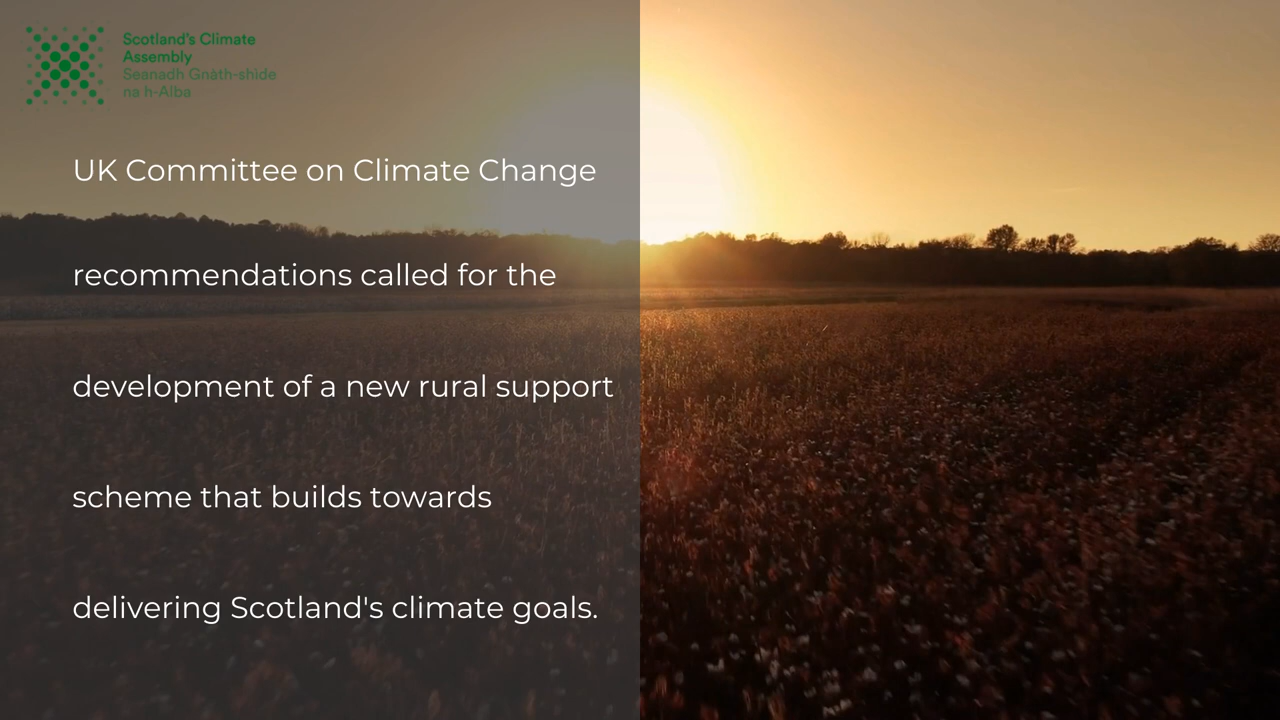 Scotland's Climate
Assembly
Seanadh Gnàth-shìde
na h-Alba
UK Committee on Climate Change
recommendations called for the
development of a new rural support
scheme that builds towards
delivering Scotland's climate goals.